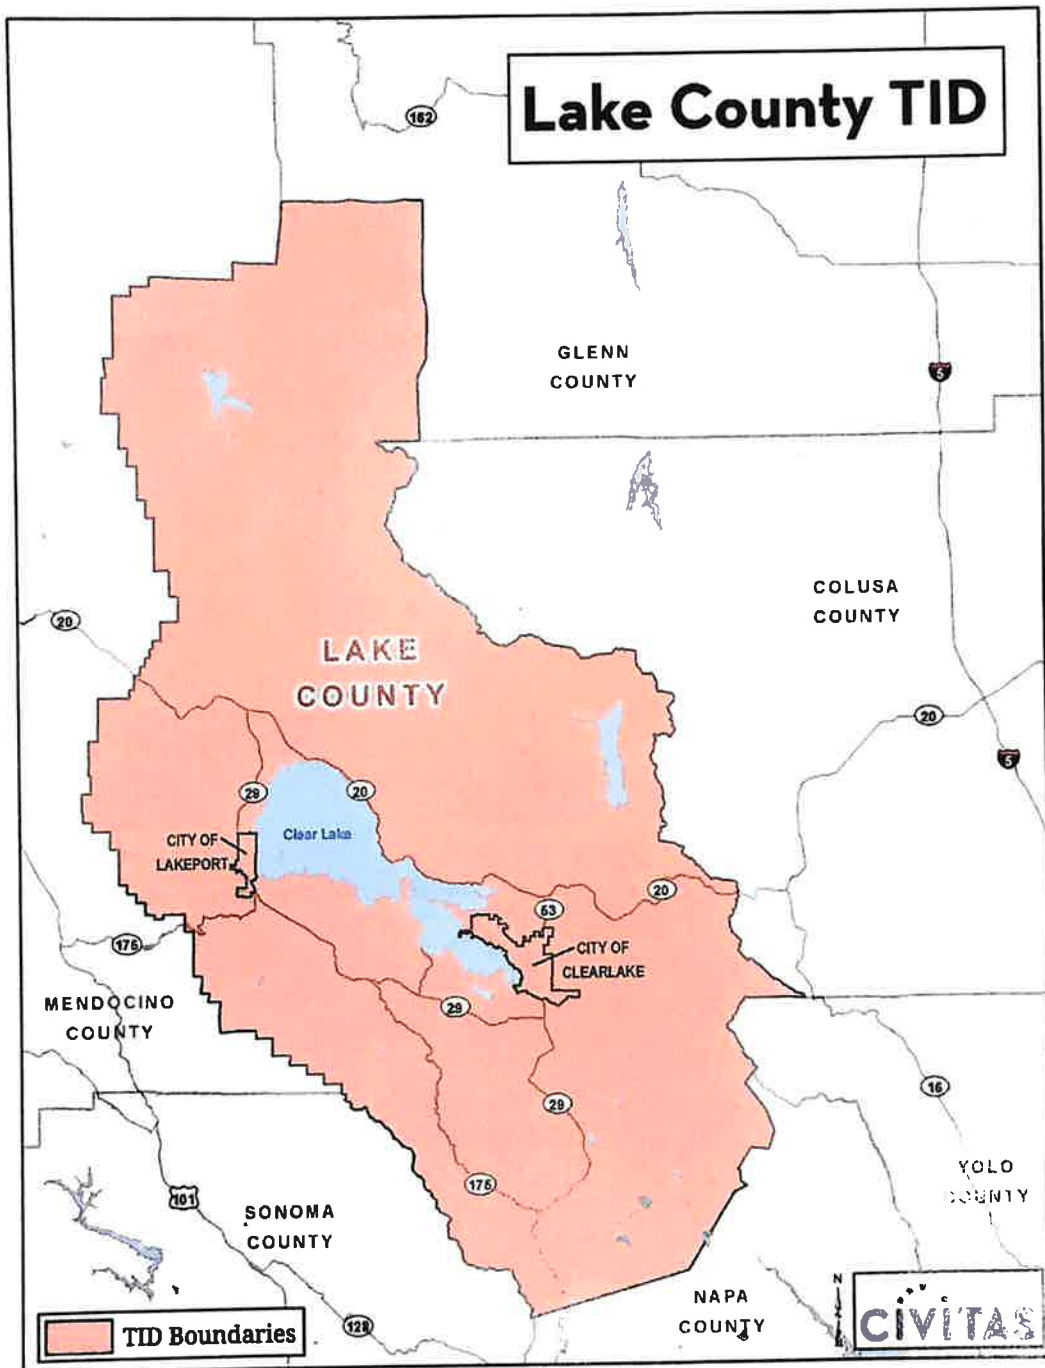 Lake County TID
162
GLENN
COUNTY
5
COLUSA
COUNTY
20
LAKE
COUNTY
20
5
29
20
Clear Lake
CITY OF
LAKEPORT
20
53
175
CITY OF
CLEARLAKE
MENDOCINO
COUNTY
29
16
29
YOLO
COUNTY
175
101
SONOMA
COUNTY
NAPA
COUNTY
N
CIVITAS
TID Boundaries
128